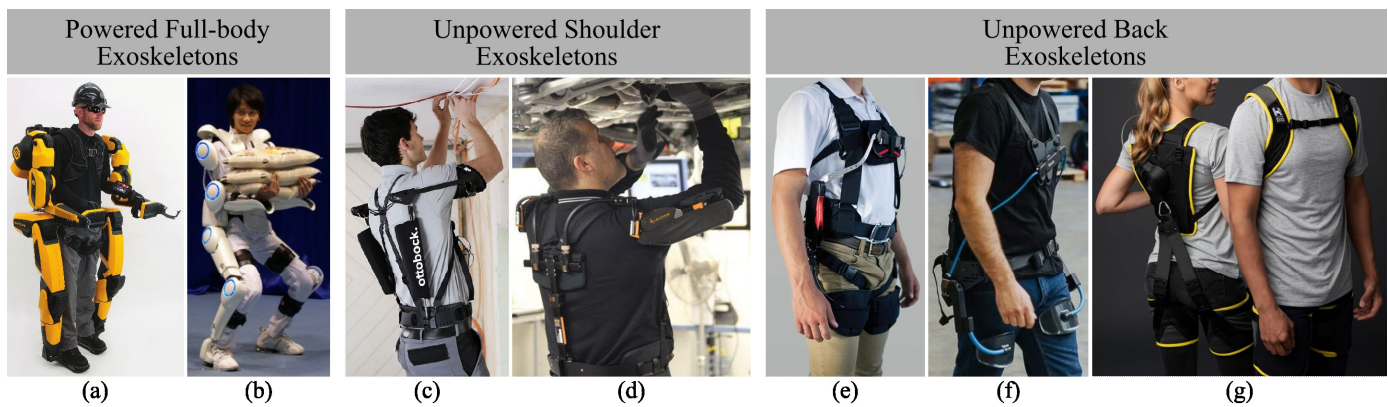 Powered Full-body
Exoskeletons
Unpowered Shoulder
Exoskeletons
Unpowered Back
Exoskeletons
ottobock.
(a)
(b)
(c)
(d)
(e)
(f)
(g)